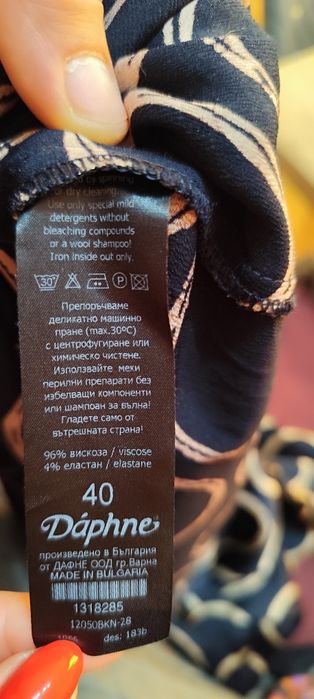 or dry cleaning.
Use only special mild
detergents without
bleaching compounds
or a wool shampoo!
Iron inside out only.
30°
Препоръчваме
деликатно машинно
пране (max.30ºC)
с центрофугиране или
химическо чистене.
Използвайте меки
перилни препарати без
избелващи компоненти
или шампоан за вълна!
Гладете само от
вътрешната страна!
96% вискоза / viscose
4% еластан / elastane
40
Dáphne
произведено в България
от ДАФНЕ ООД гр.Варна
MADE IN BULGARIA
1318285
12050BKN-28
des: 183b